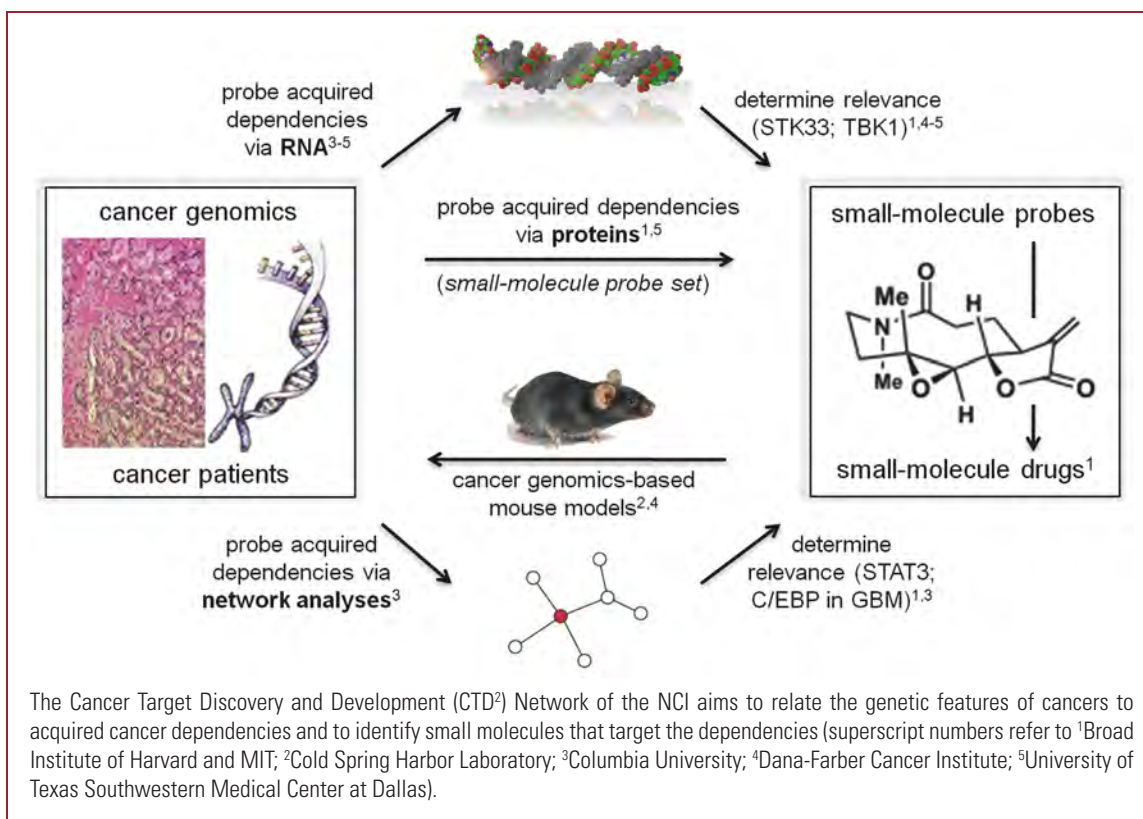 probe acquired
dependencies
via RNA3-5
determine relevance
(STK33; TBK1)1,4-5
cancer genomics
cancer patients
probe acquired dependencies
via proteins1,5
(small-molecule probe set)
small-molecule probes
O
Me
H
N
Me
O
H
O
O
small-molecule drugs1
cancer genomics-based
mouse models2,4
probe acquired
dependencies via
network analyses3
determine
relevance (STAT3;
C/EBP in GBM)1,3
The Cancer Target Discovery and Development (CTD2) Network of the NCI aims to relate the genetic features of cancers to
acquired cancer dependencies and to identify small molecules that target the dependencies (superscript numbers refer to 1Broad
Institute of Harvard and MIT; 2Cold Spring Harbor Laboratory; 3Columbia University; 4Dana-Farber Cancer Institute; 5University of
Texas Southwestern Medical Center at Dallas).